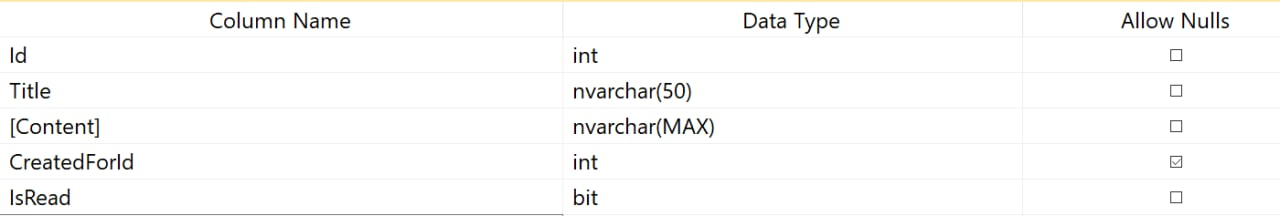 Column Name Data Type Allow Nulls
Id int
Title nvarchar(50)
[Content] nvarchar(MAX)
CreatedForId int
IsRead bit